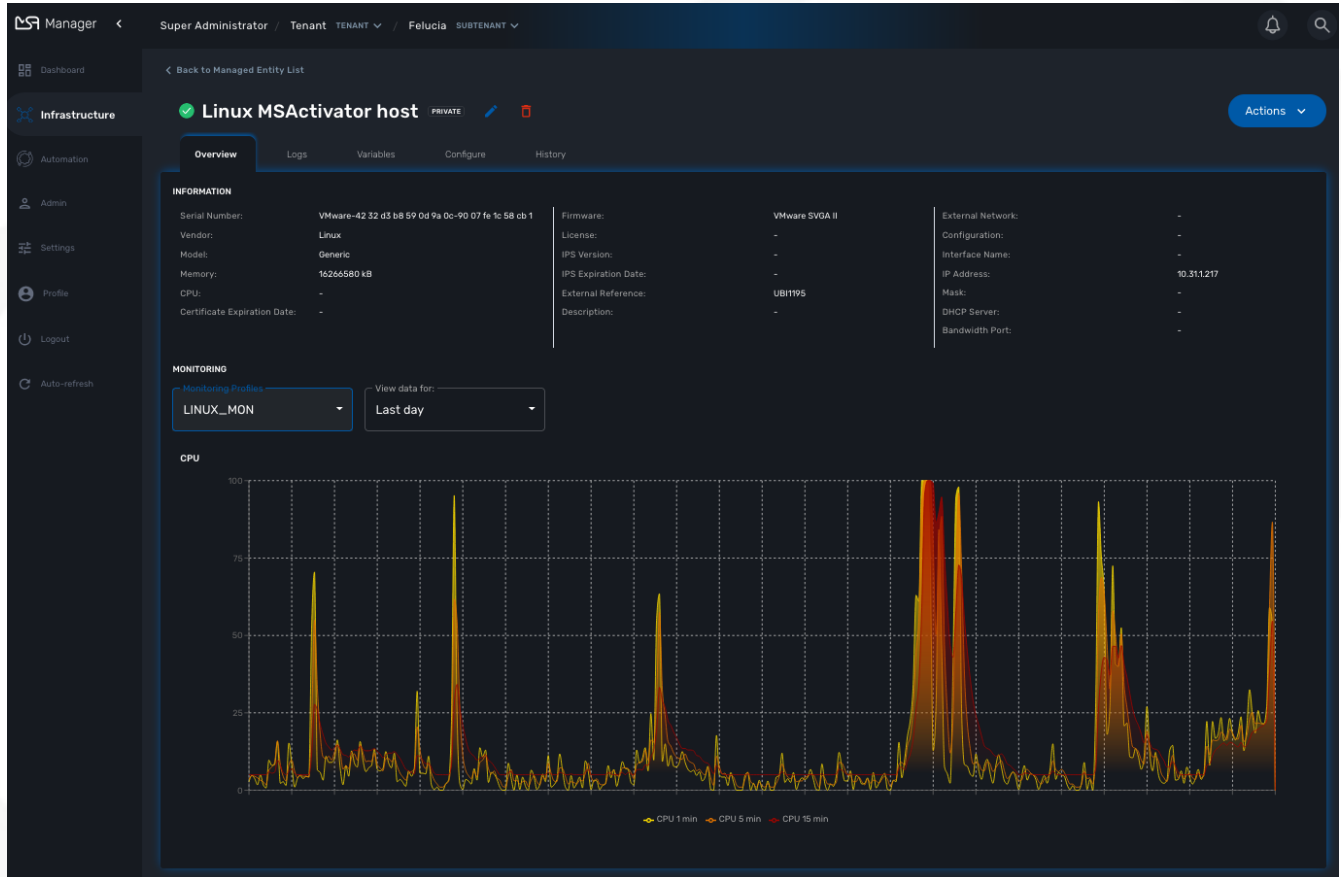 Manager
Super Administrator / Tenant TENANT / Felucia SUBTENANT
Dashboard
Infrastructure
Automation
Admin
Settings
Profile
Logout
Auto-refresh
Back to Managed Entity List
Linux MSActivator host PRIVATE
Actions
Overview Logs Variables Configure History
INFORMATION
Serial Number: VMware-42 32 d3 b8 59 0d 9a 0c-90 07 fe 1c 58 cb 1
Vendor: Linux
Model: Generic
Memory: 16266580 kB
CPU: -
Certificate Expiration Date: -
Firmware: VMware SVGA II
License: -
IPS Version: -
IPS Expiration Date: -
External Reference: UBI1195
Description: -
External Network: -
Configuration: -
Interface Name: -
IP Address: 10.31.1.217
Mask: -
DHCP Server: -
Bandwidth Port: -
MONITORING
Monitoring Profiles
LINUX_MON
View data for:
Last day
CPU
100
75
50
25
0
CPU 1 min CPU 5 min CPU 15 min